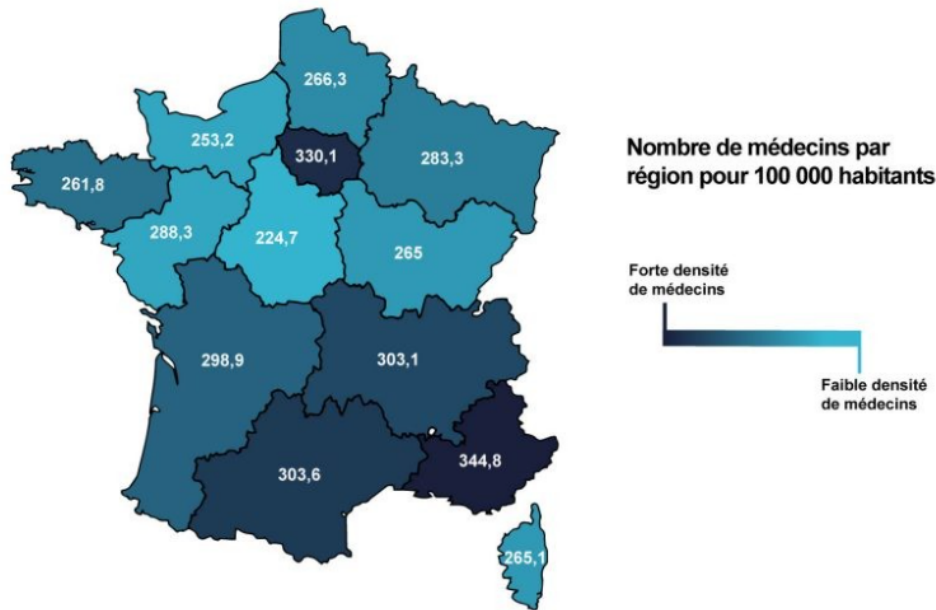 266,3
253,2
330,1
283,3
261,8
288,3
224,7
265
298,9
303,1
303,6
344,8
265,1
Nombre de médecins par
région pour 100 000 habitants
Forte densité
de médecins
Faible densité
de médecins